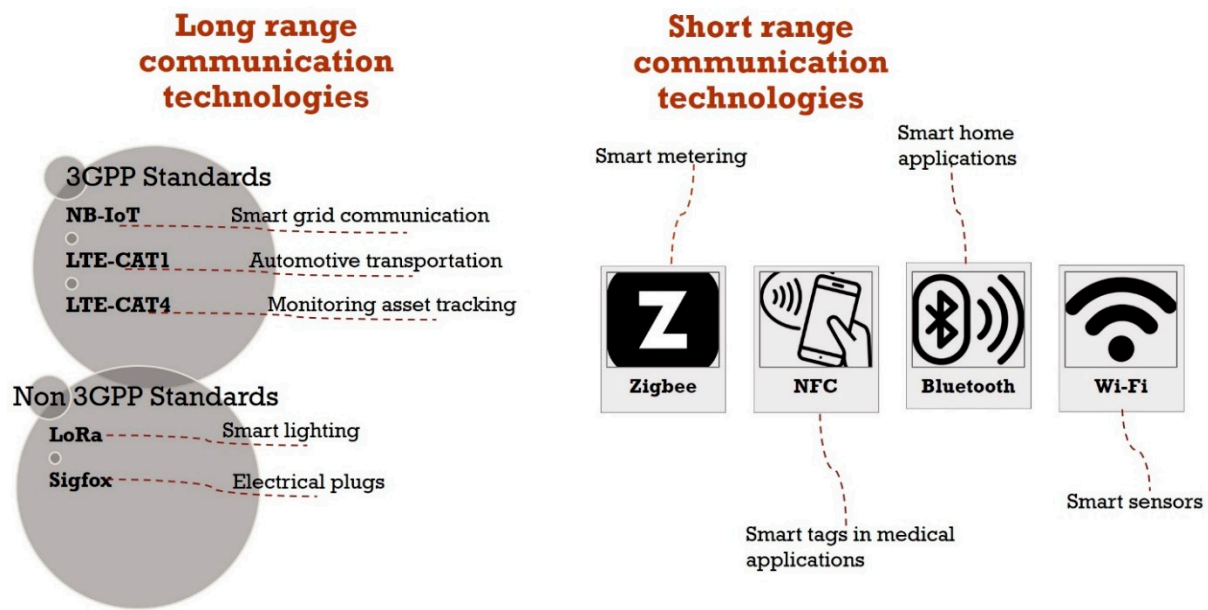 Long range
communication
technologies
3GPP Standards
NB-IoT Smart grid communication
LTE-CAT1 Automotive transportation
LTE-CAT4 Monitoring asset tracking
Non 3GPP Standards
LoRa Smart lighting
Sigfox Electrical plugs
Short range
communication
technologies
Smart metering
Smart home
applications
Z
Zigbee
NFC
Bluetooth
Wi-Fi
Smart tags in medical
applications
Smart sensors